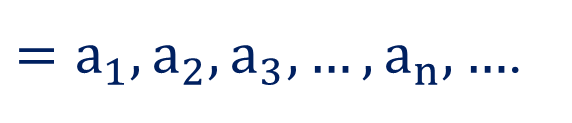 = a₁, a₂, a₃, … , aₙ, ….